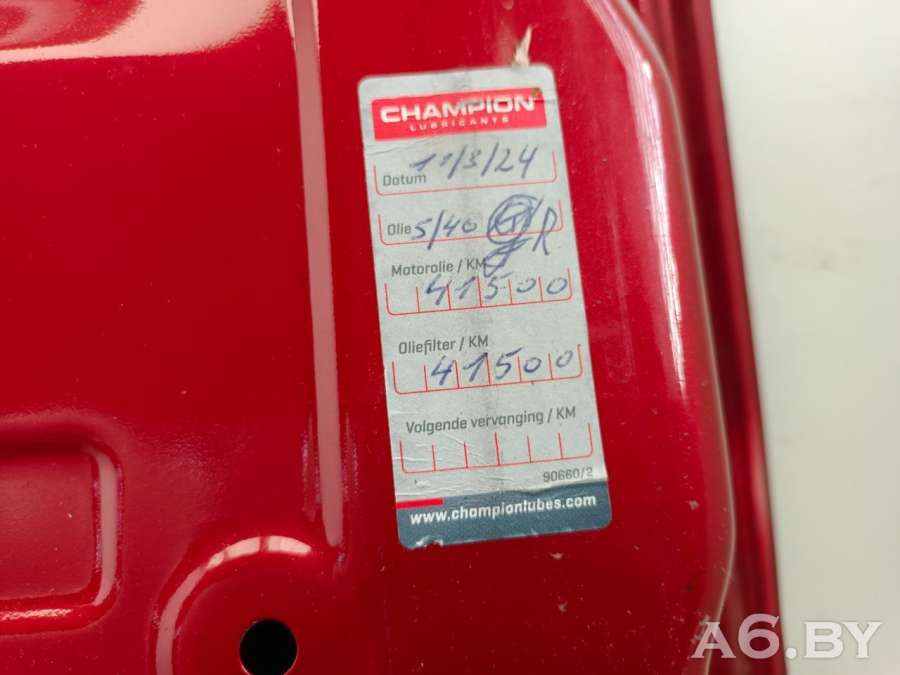 CHAMPION
LUBRICANTS
Datum 11/3/24
Olie 5/40 R
Motorolie / KM
41500
Oliefilter / KM
41500
Volgende vervanging / KM
90660/2
www.championlubes.com
A6.BY